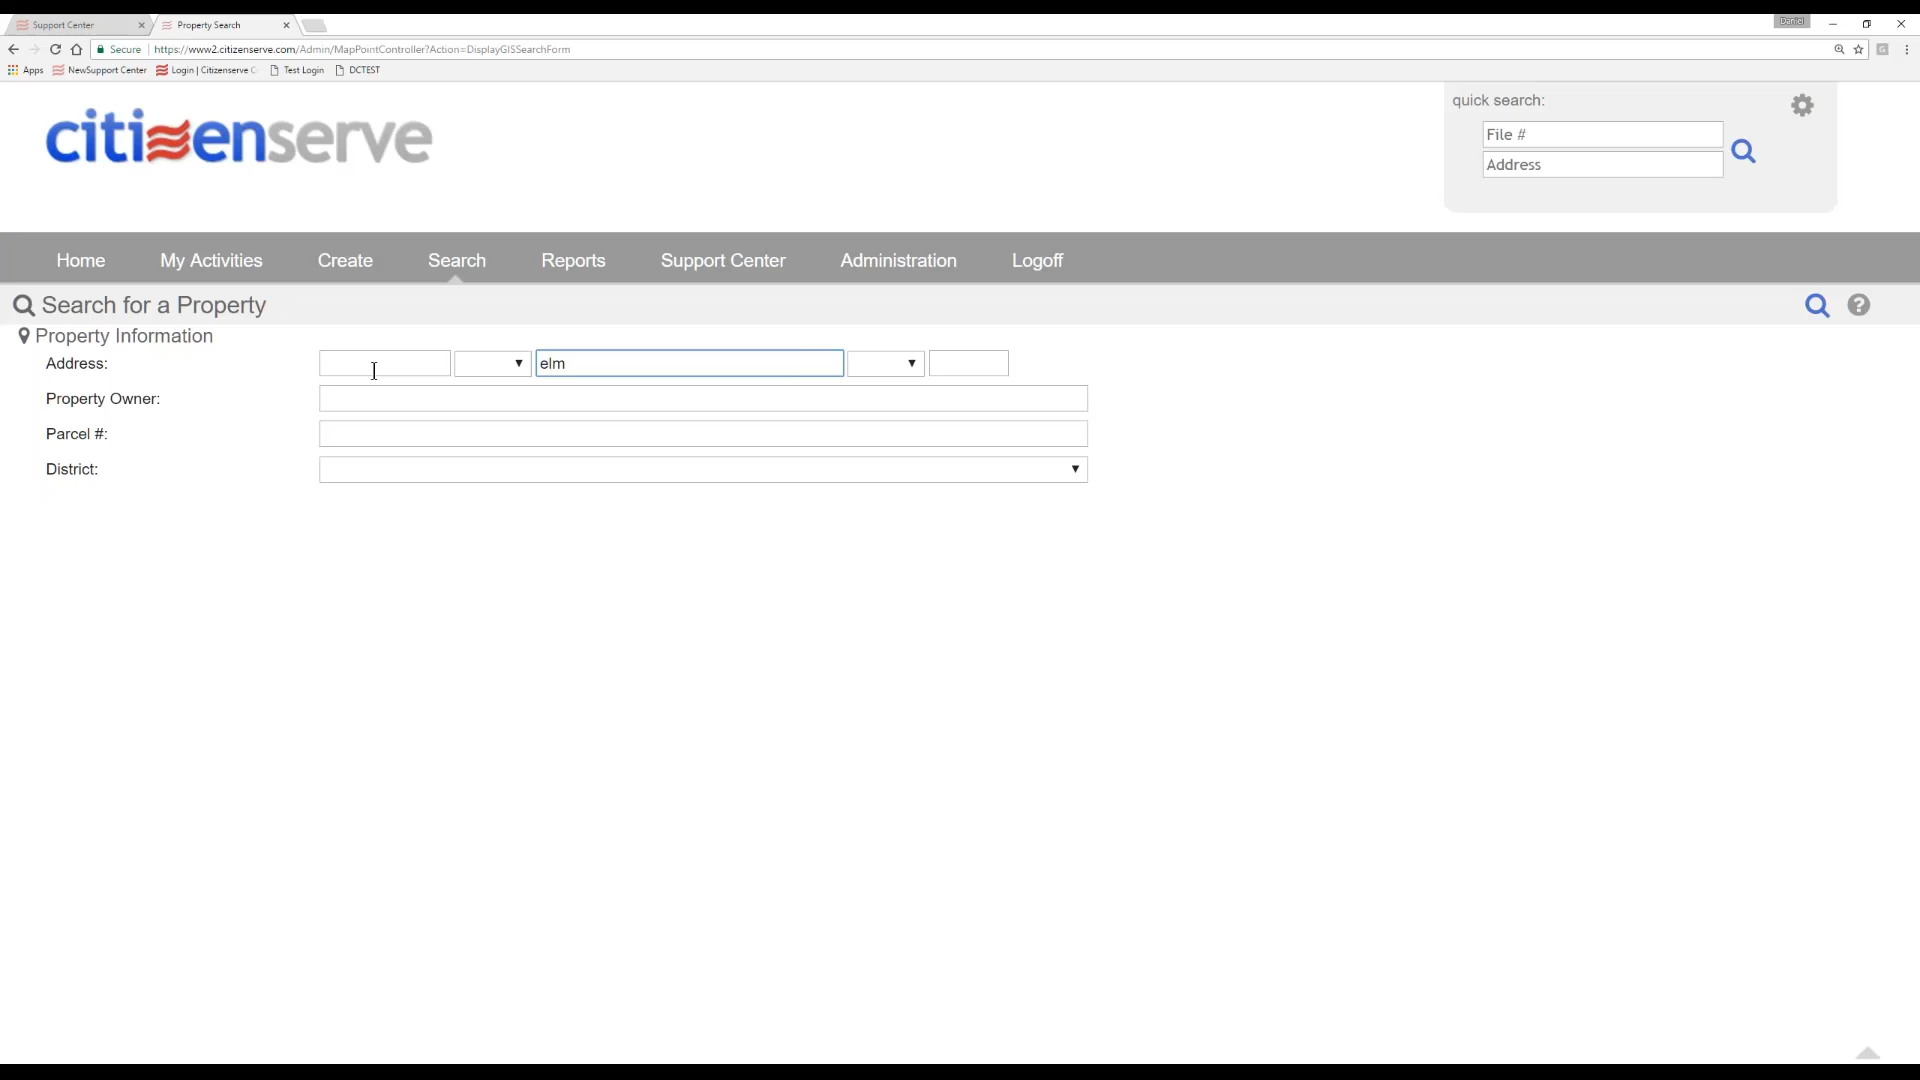 Support Center
Property Search
Daniel
Secure
https://www2.citizenserve.com/Admin/MapPointController?Action=DisplayGISSearchForm
Apps
NewSupport Center
Login | Citizenserve C
Test Login
DCTEST
citizenserve
quick search:
File #
Address
Home
My Activities
Create
Search
Reports
Support Center
Administration
Logoff
Search for a Property
Property Information
Address:
elm
Property Owner:
Parcel #:
District: